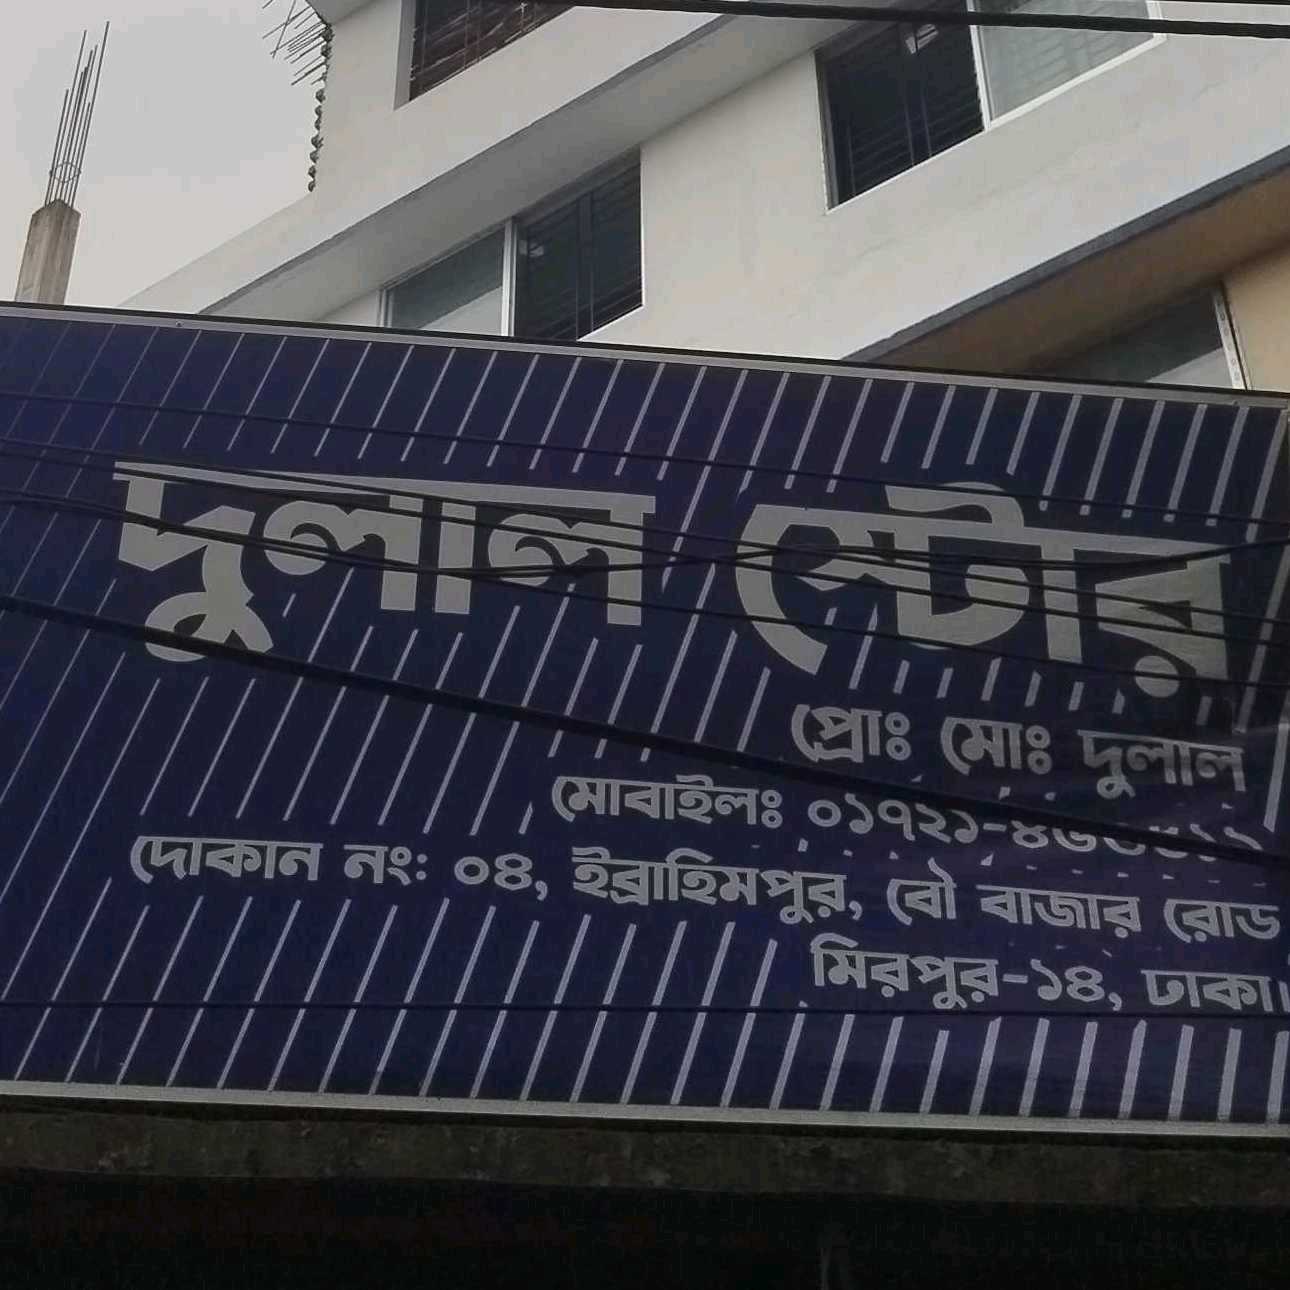 দুলাল স্টোর
প্রোঃ মোঃ দুলাল
মোবাইলঃ
দোকান নং: ০৪, ইব্রাহিমপুর, বৌ বাজার রোড
মিরপুর-১৪, ঢাকা।